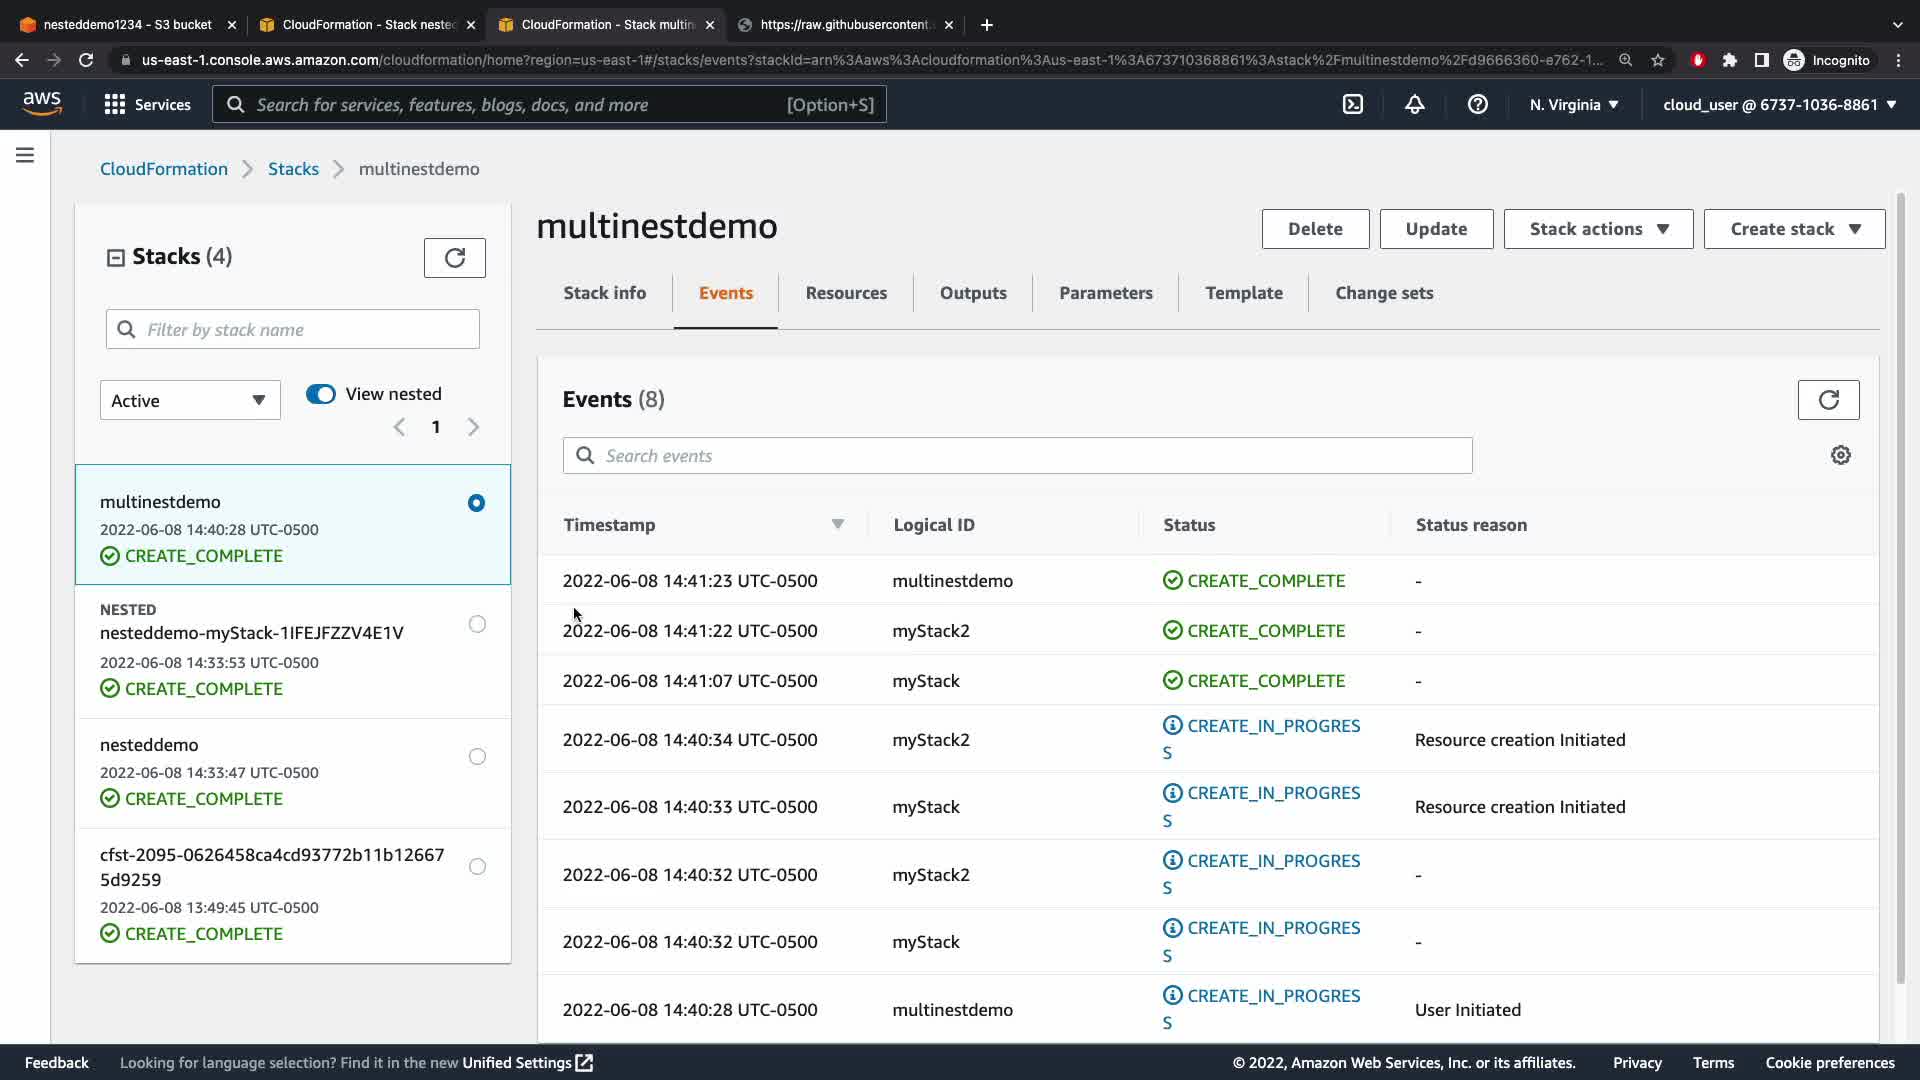 nesteddemo1234 - S3 bucket
CloudFormation - Stack neste
CloudFormation - Stack multin
https://raw.githubusercontent.
us-east-1.console.aws.amazon.com/cloudformation/home?region=us-east-1#/stacks/events?stackId=arn%3Aaws%3Acloudformation%3Aus-east-1%3A673710368861%3Astack%2Fmultinestdemo%2Fd9666360-e762-1...
Incognito
aws
Services
Search for services, features, blogs, docs, and more
[Option+S]
N. Virginia
cloud_user @ 6737-1036-8861
CloudFormation
Stacks
multinestdemo
Stacks (4)
Filter by stack name
Active
View nested
1
multinestdemo
2022-06-08 14:40:28 UTC-0500
CREATE_COMPLETE
NESTED
nesteddemo-myStack-1IFEJFZZV4E1V
2022-06-08 14:33:53 UTC-0500
CREATE_COMPLETE
nesteddemo
2022-06-08 14:33:47 UTC-0500
CREATE_COMPLETE
cfst-2095-0626458ca4cd93772b11b12667
5d9259
2022-06-08 13:49:45 UTC-0500
CREATE_COMPLETE
multinestdemo
Delete
Update
Stack actions
Create stack
Stack info
Events
Resources
Outputs
Parameters
Template
Change sets
Events (8)
Search events
Timestamp Logical ID Status Status reason
2022-06-08 14:41:23 UTC-0500 multinestdemo CREATE_COMPLETE -
2022-06-08 14:41:22 UTC-0500 myStack2 CREATE_COMPLETE -
2022-06-08 14:41:07 UTC-0500 myStack CREATE_COMPLETE -
2022-06-08 14:40:34 UTC-0500 myStack2 CREATE_IN_PROGRES
S Resource creation Initiated
2022-06-08 14:40:33 UTC-0500 myStack CREATE_IN_PROGRES
S Resource creation Initiated
2022-06-08 14:40:32 UTC-0500 myStack2 CREATE_IN_PROGRES
S -
2022-06-08 14:40:32 UTC-0500 myStack CREATE_IN_PROGRES
S -
2022-06-08 14:40:28 UTC-0500 multinestdemo CREATE_IN_PROGRES
S User Initiated
Feedback
Looking for language selection? Find it in the new Unified Settings
© 2022, Amazon Web Services, Inc. or its affiliates.
Privacy
Terms
Cookie preferences